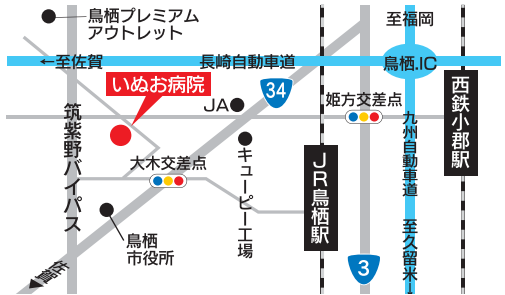 鳥栖プレミアム
アウトレット
至福岡
←至佐賀
長崎自動車道
鳥栖.IC
いぬお病院
34
JA
姫方交差点
西鉄小郡駅
筑紫野バイパス
九州自動車道
大木交差点
キューピー工場
JR鳥栖駅
鳥栖
市役所
至久留米→
佐賀
3